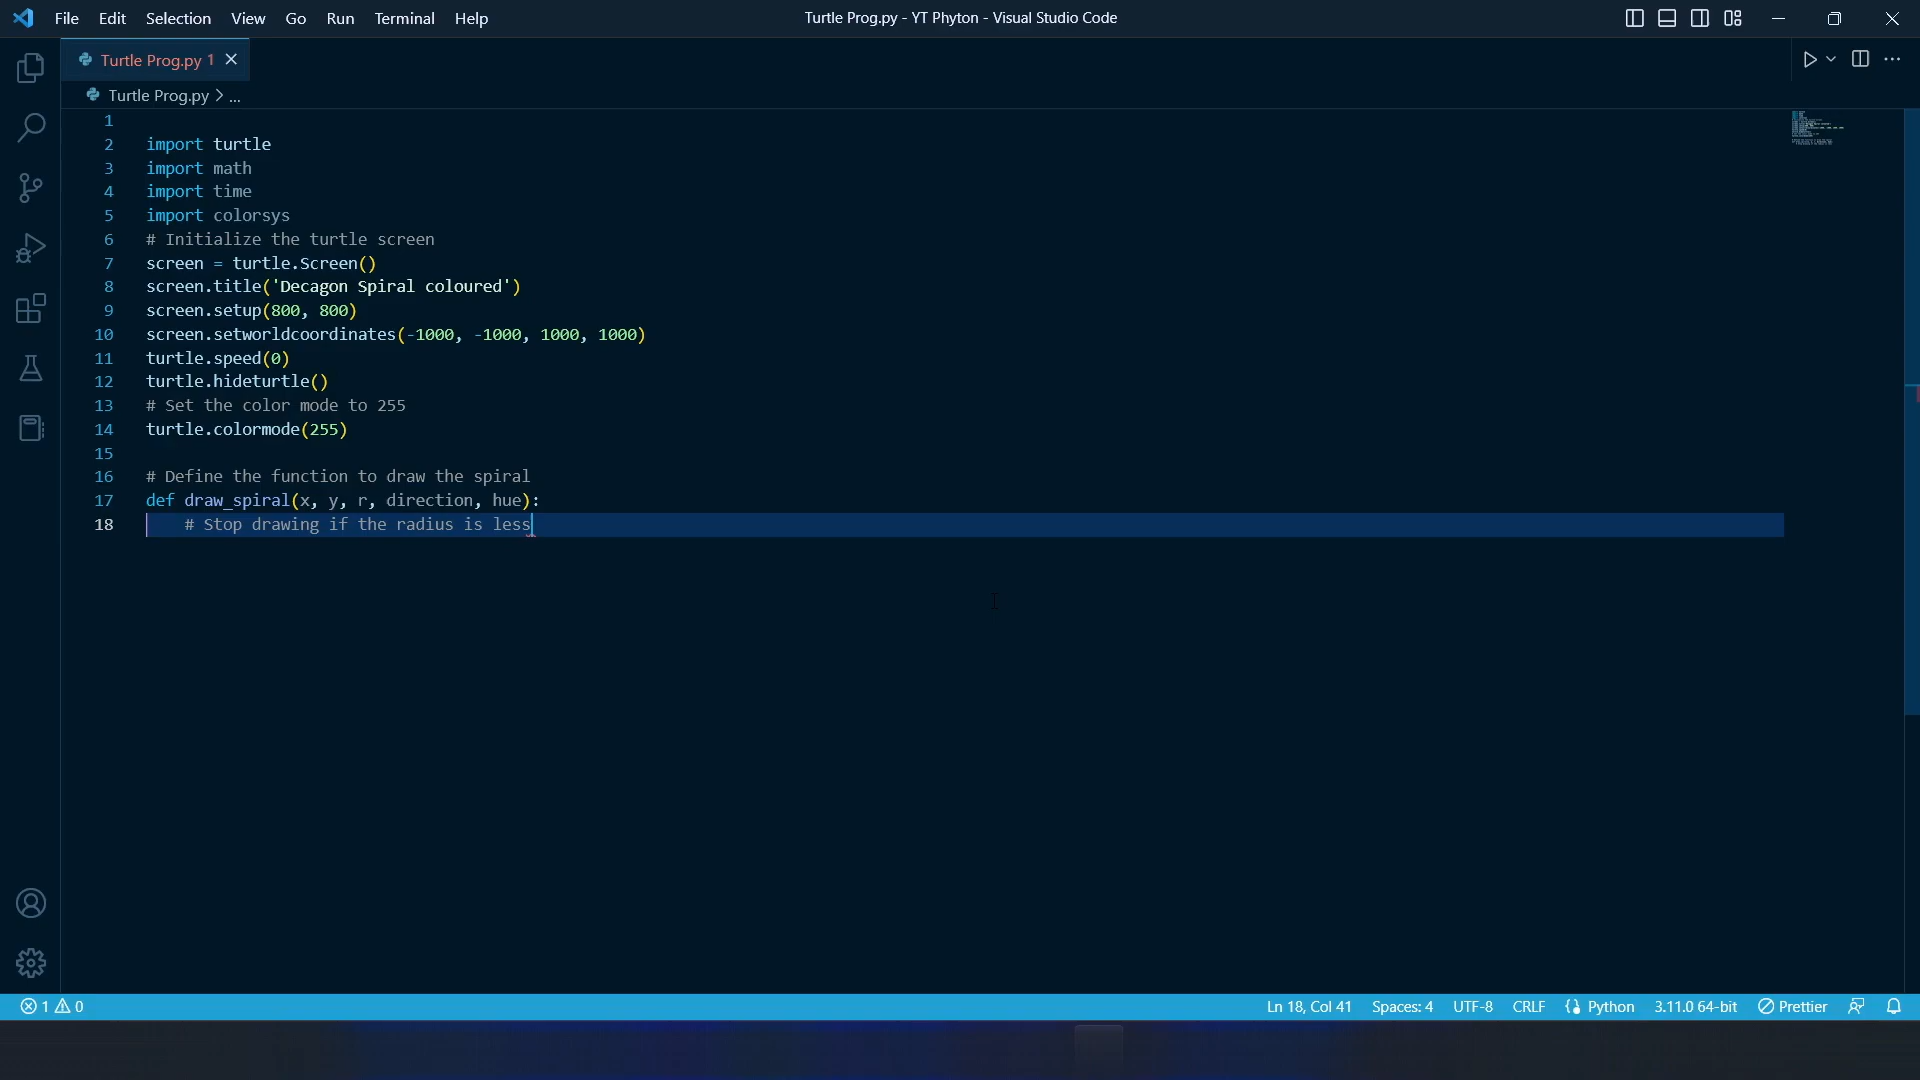 File Edit Selection View Go Run Terminal Help
Turtle Prog.py - YT Phyton - Visual Studio Code
Turtle Prog.py 1
Turtle Prog.py > ...
1
2 import turtle
3 import math
4 import time
5 import colorsys
6 # Initialize the turtle screen
7 screen = turtle.Screen()
8 screen.title('Decagon Spiral coloured')
9 screen.setup(800, 800)
10 screen.setworldcoordinates(-1000, -1000, 1000, 1000)
11 turtle.speed(0)
12 turtle.hideturtle()
13 # Set the color mode to 255
14 turtle.colormode(255)
15
16 # Define the function to draw the spiral
17 def draw_spiral(x, y, r, direction, hue):
18 # Stop drawing if the radius is less
1 0 Ln 18, Col 41 Spaces: 4 UTF-8 CRLF Python 3.11.0 64-bit Prettier